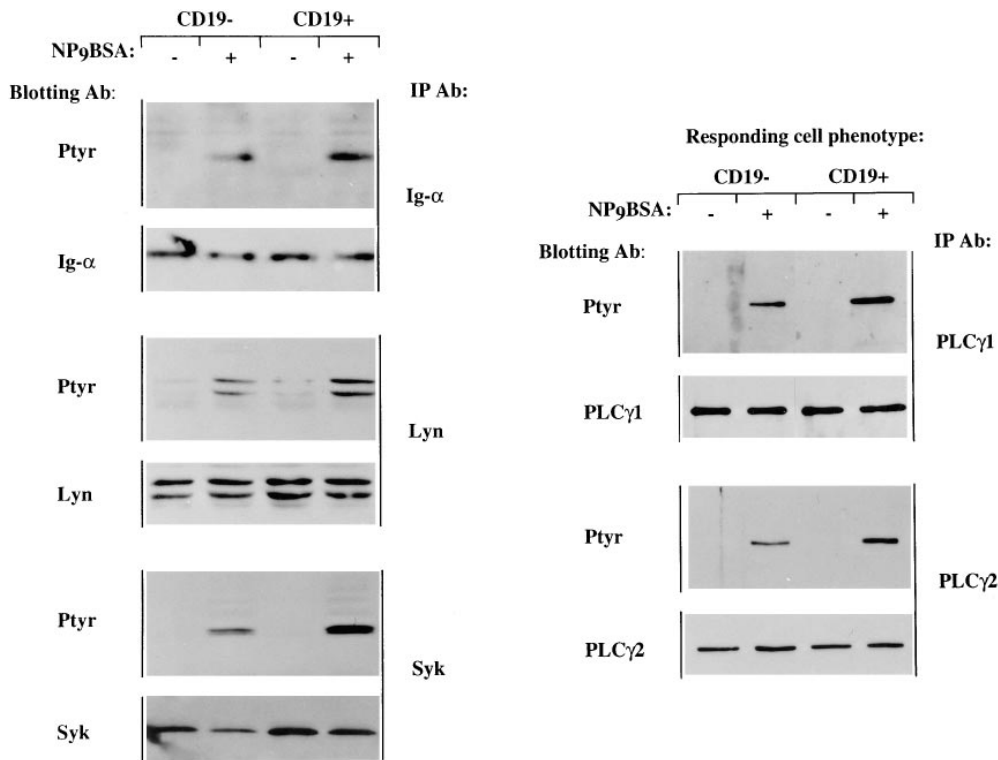 CD19- CD19+
NP9BSA: - + - +
Blotting Ab: IP Ab:
Ptyr
Ig-α
Ig-α
Ptyr
Lyn
Lyn
Ptyr
Syk
Syk
Responding cell phenotype:
CD19- CD19+
NP9BSA: - + - +
Blotting Ab: IP Ab:
Ptyr
PLCγ1
PLCγ1
Ptyr
PLCγ2
PLCγ2